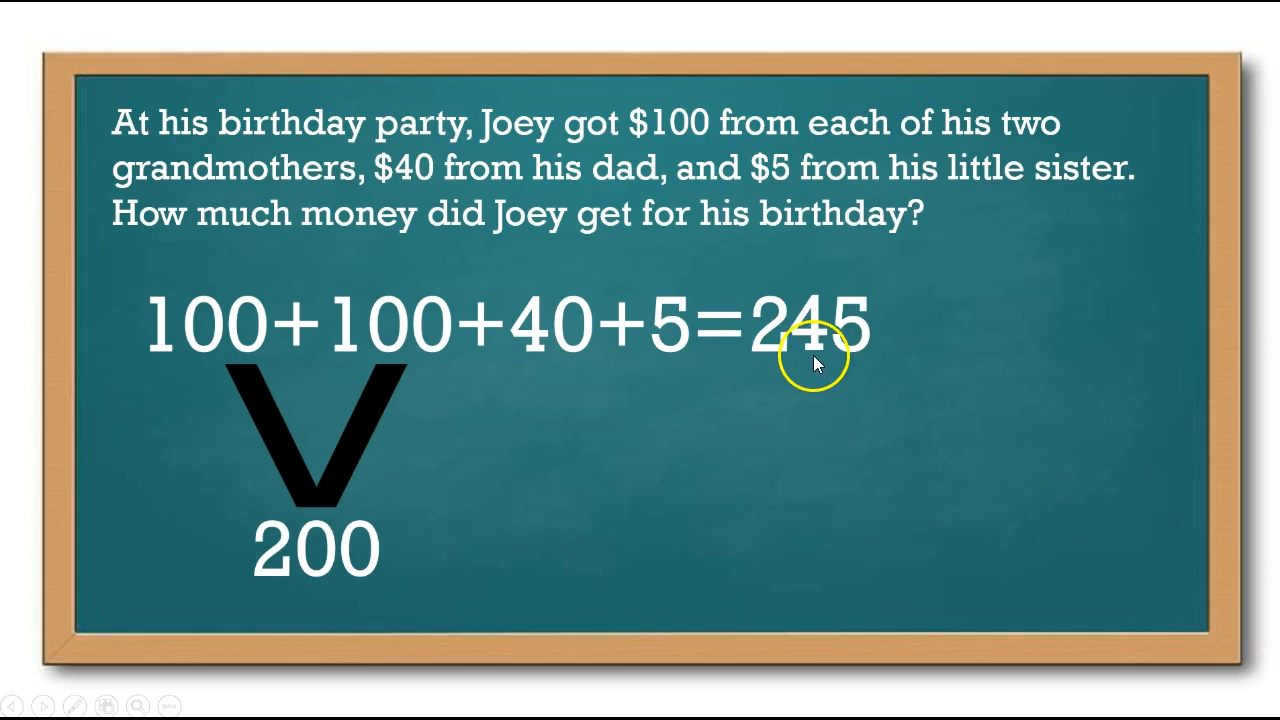 At his birthday party, Joey got $100 from each of his two
grandmothers, $40 from his dad, and $5 from his little sister.
How much money did Joey get for his birthday?
100+100+40+5=245
V
200